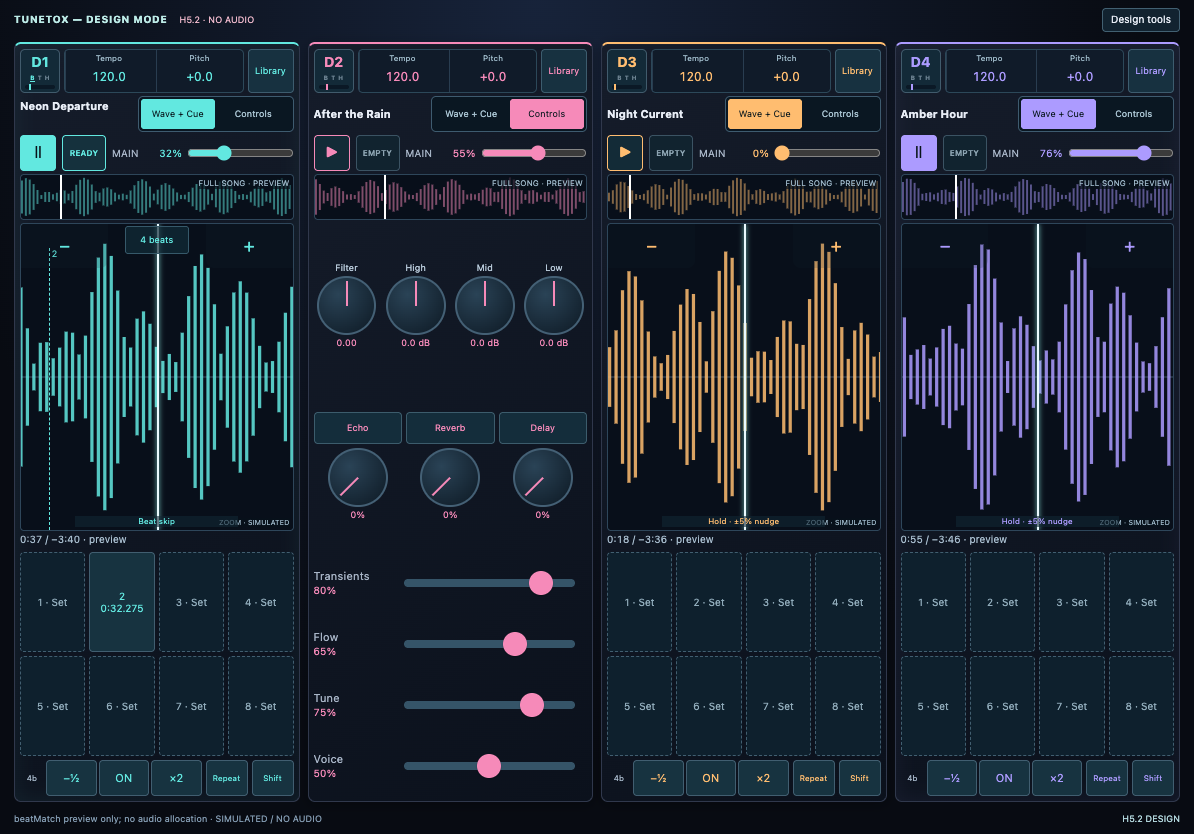 TUNETOX — DESIGN MODE H5.2 · NO AUDIO
Design tools
D1
B T H
Tempo
120.0
Pitch
+0.0
Library
Neon Departure
Wave + Cue
Controls
READY
MAIN
32%
FULL SONG · PREVIEW
−
4 beats
+
2
Beat skip
ZOOM · SIMULATED
0:37 / −3:40 · preview
1 · Set
2
0:32.275
3 · Set
4 · Set
5 · Set
6 · Set
7 · Set
8 · Set
4b
−½
ON
×2
Repeat
Shift
D2
B T H
Tempo
120.0
Pitch
+0.0
Library
After the Rain
Wave + Cue
Controls
EMPTY
MAIN
55%
FULL SONG · PREVIEW
Filter
High
Mid
Low
0.00
0.0 dB
0.0 dB
0.0 dB
Echo
Reverb
Delay
0%
0%
0%
Transients
80%
Flow
65%
Tune
75%
Voice
50%
D3
B T H
Tempo
120.0
Pitch
+0.0
Library
Night Current
Wave + Cue
Controls
EMPTY
MAIN
0%
FULL SONG · PREVIEW
−
+
Hold · ±5% nudge
ZOOM · SIMULATED
0:18 / −3:36 · preview
1 · Set
2 · Set
3 · Set
4 · Set
5 · Set
6 · Set
7 · Set
8 · Set
4b
−½
ON
×2
Repeat
Shift
D4
B T H
Tempo
120.0
Pitch
+0.0
Library
Amber Hour
Wave + Cue
Controls
EMPTY
MAIN
76%
FULL SONG · PREVIEW
−
+
Hold · ±5% nudge
ZOOM · SIMULATED
0:55 / −3:46 · preview
1 · Set
2 · Set
3 · Set
4 · Set
5 · Set
6 · Set
7 · Set
8 · Set
4b
−½
ON
×2
Repeat
Shift
beatMatch preview only; no audio allocation · SIMULATED / NO AUDIO
H5.2 DESIGN